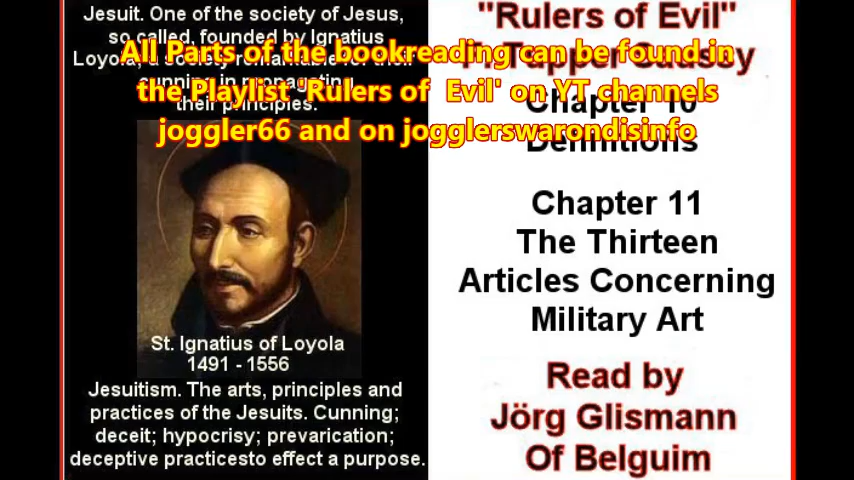 Jesuit. One of the society of Jesus,
so called, founded by Ignatius
Loyola
cunning in propagating
their principles.
St. Ignatius of Loyola
1491 - 1556
Jesuitism. The arts, principles and
practices of the Jesuits. Cunning;
deceit; hypocrisy; prevarication;
deceptive practicesto effect a purpose.
All Parts of the bookreading can be found in
the Playlist 'Rulers of Evil' on YT channels
joggler66 and on jogglerswarondisinfo
"Rulers of Evil"
Chapter 10
Definitions
Chapter 11
The Thirteen
Articles Concerning
Military Art
Read by
Jörg Glismann
Of Belguim